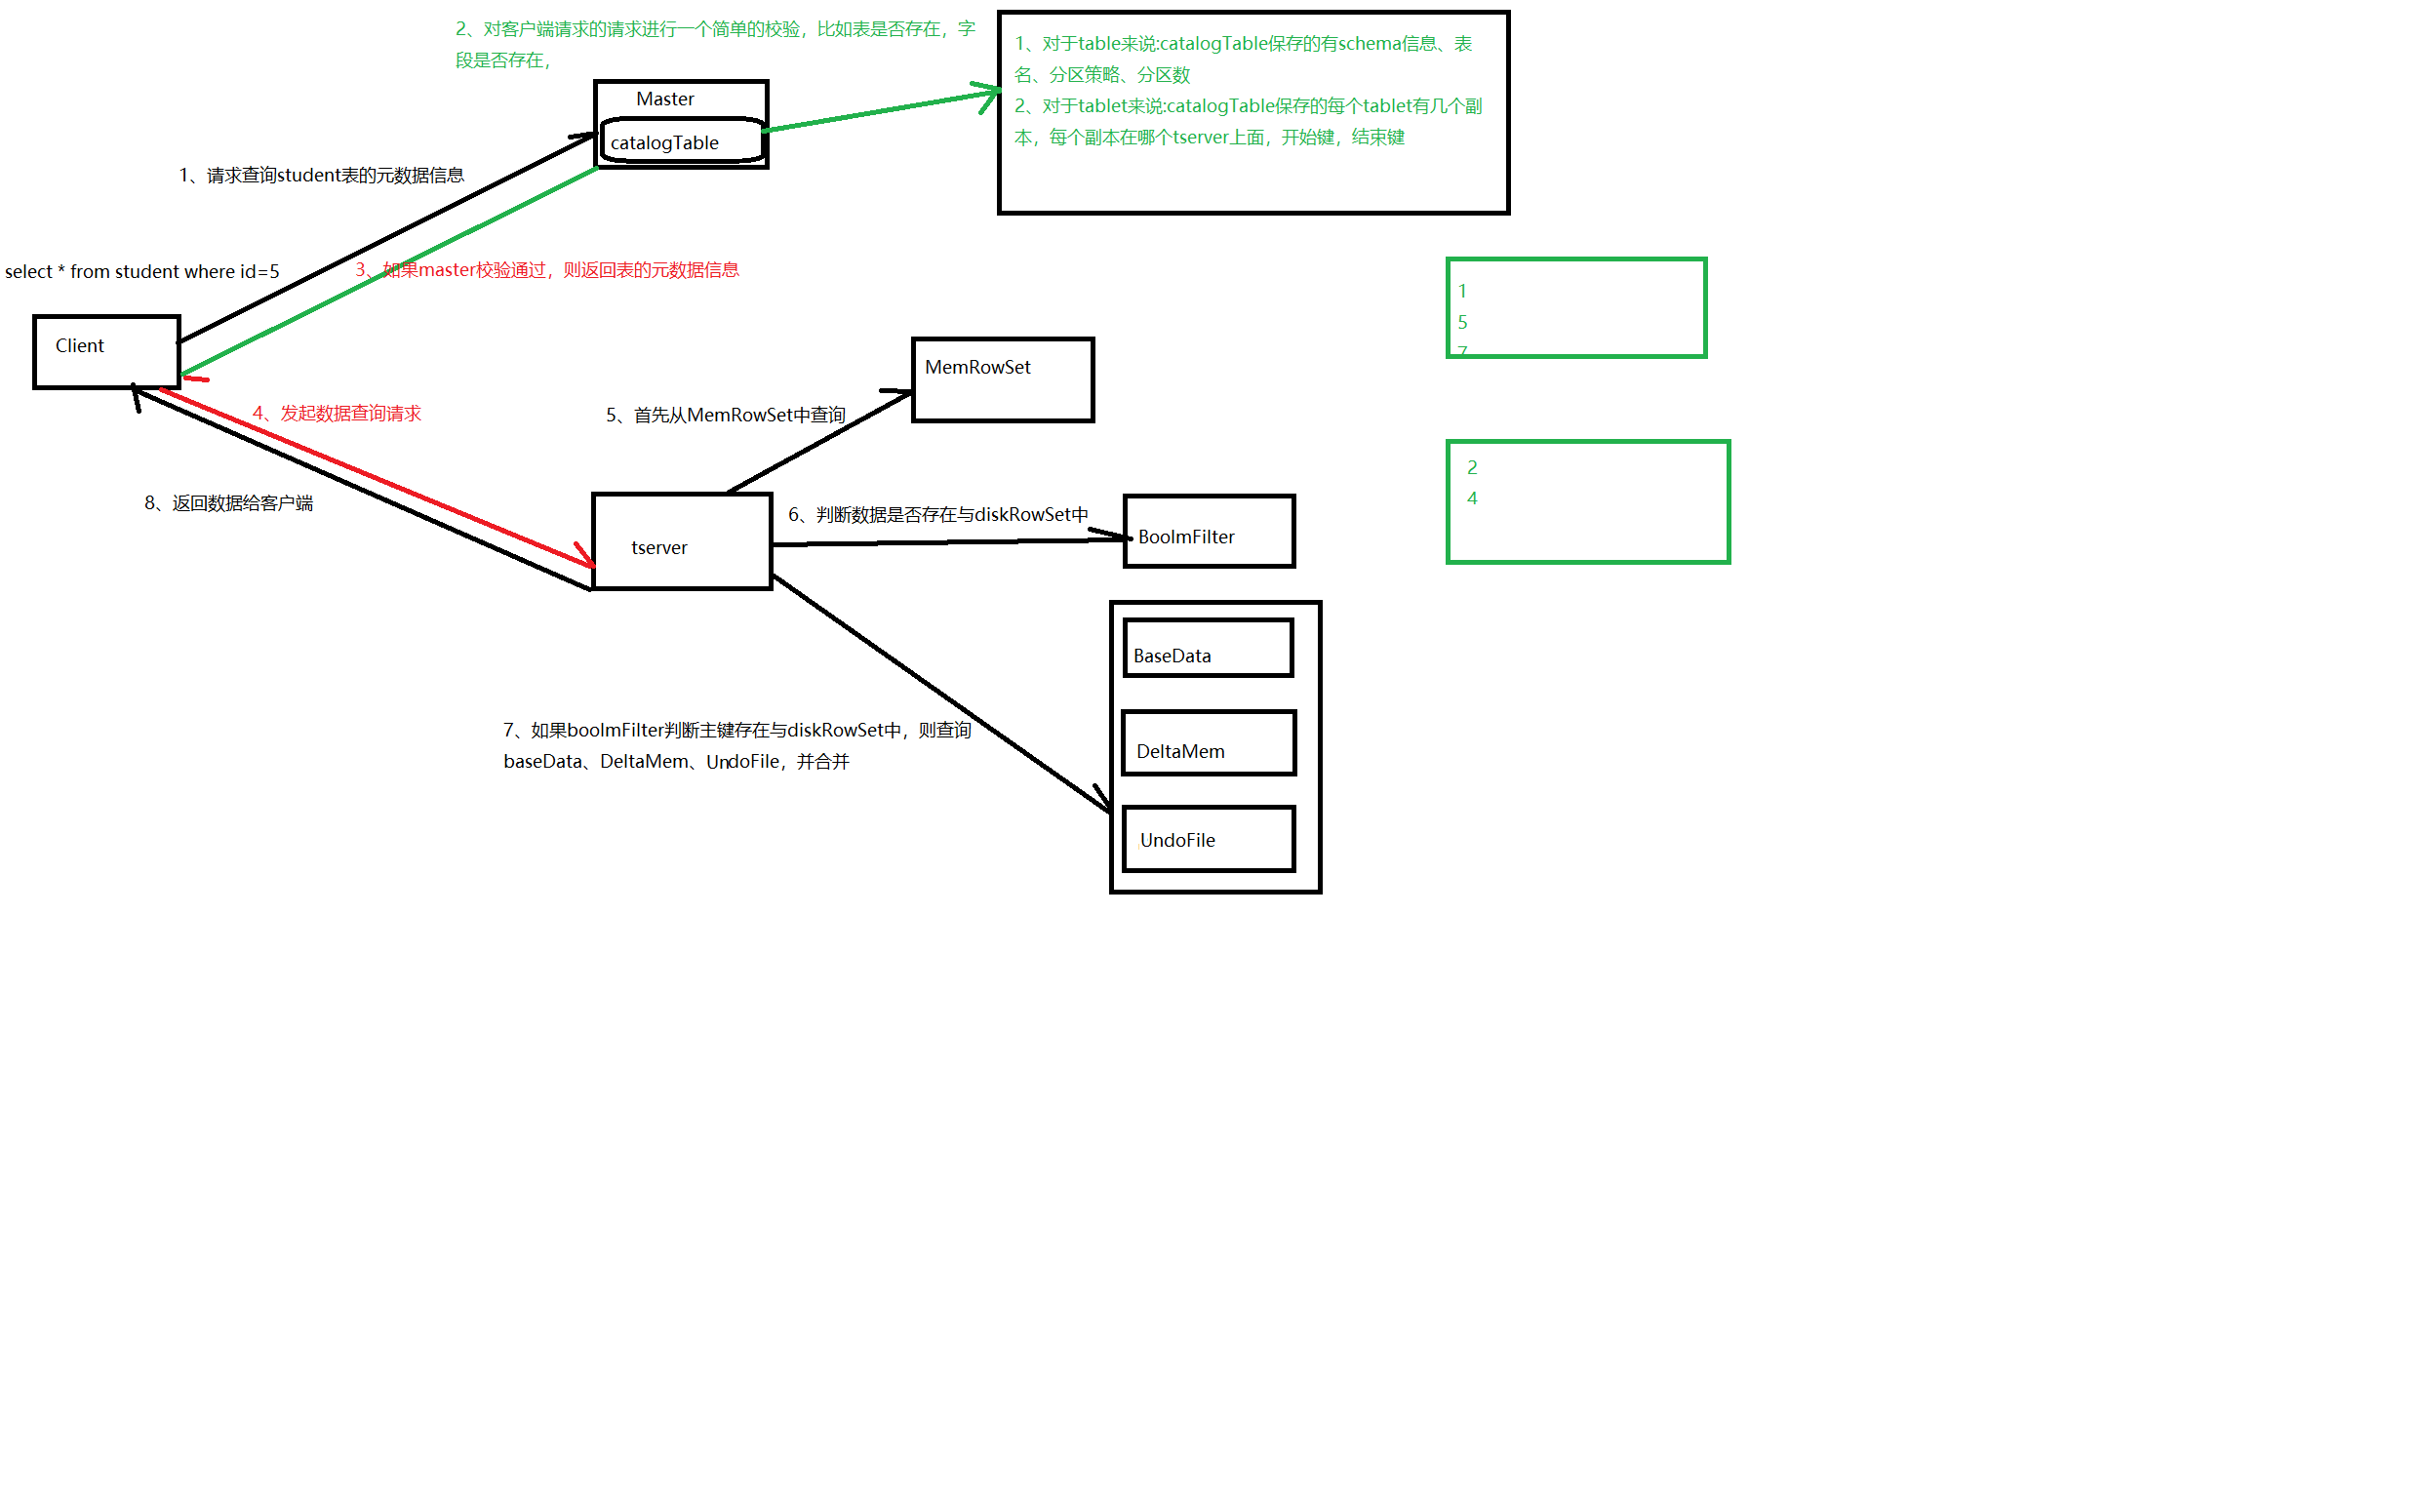 2、对客户端请求的请求进行一个简单的校验，比如表是否存在，字
段是否存在，
1、对于table来说:catalogTable保存的有schema信息、表
名、分区策略、分区数
2、对于tablet来说:catalogTable保存的每个tablet有几个副
本，每个副本在哪个tserver上面，开始键，结束键
Master
catalogTable
1、请求查询student表的元数据信息
select * from student where id=5
3、如果master校验通过，则返回表的元数据信息
Client
1
5
7
MemRowSet
4、发起数据查询请求
5、首先从MemRowSet中查询
2
4
8、返回数据给客户端
6、判断数据是否存在与diskRowSet中
BoolmFilter
tserver
BaseData
7、如果boolmFilter判断主键存在与diskRowSet中，则查询
baseData、DeltaMem、UndoFile，并合并
DeltaMem
UndoFile